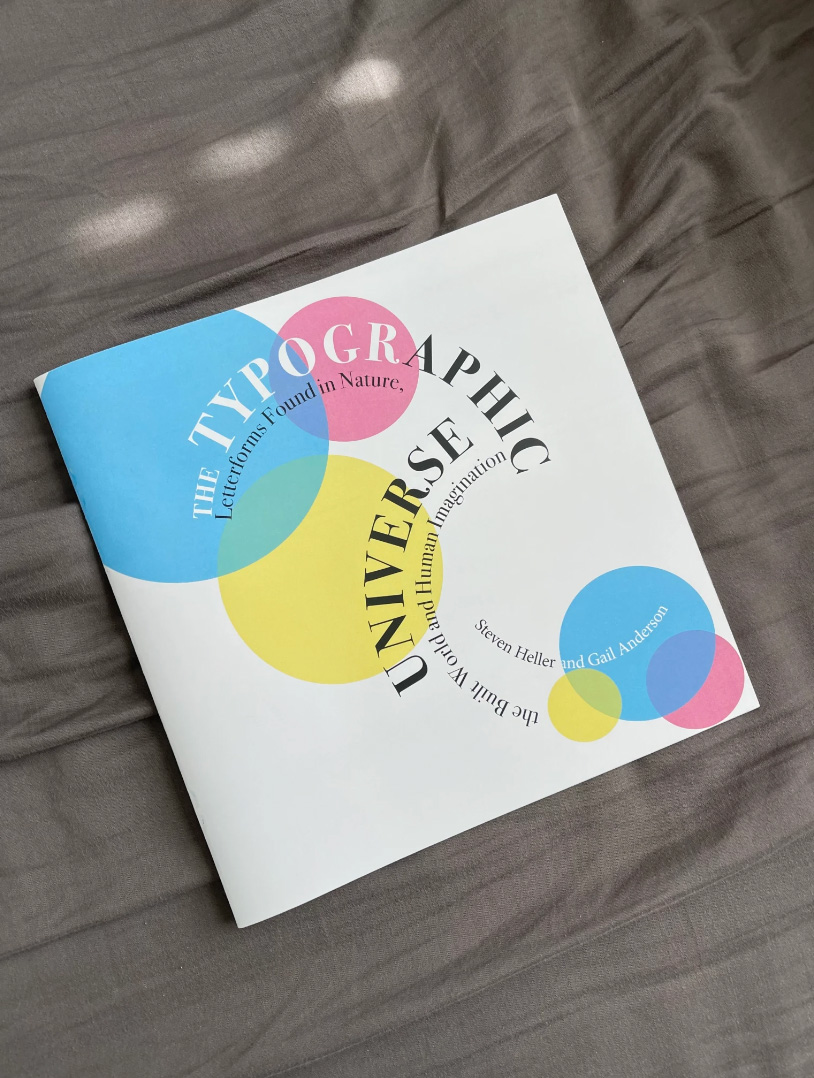 THE TYPOGRAPHIC
Letterforms Found in Nature,
UNIVERSE
the Built World and Human Imagination
Steven Heller and Gail Anderson